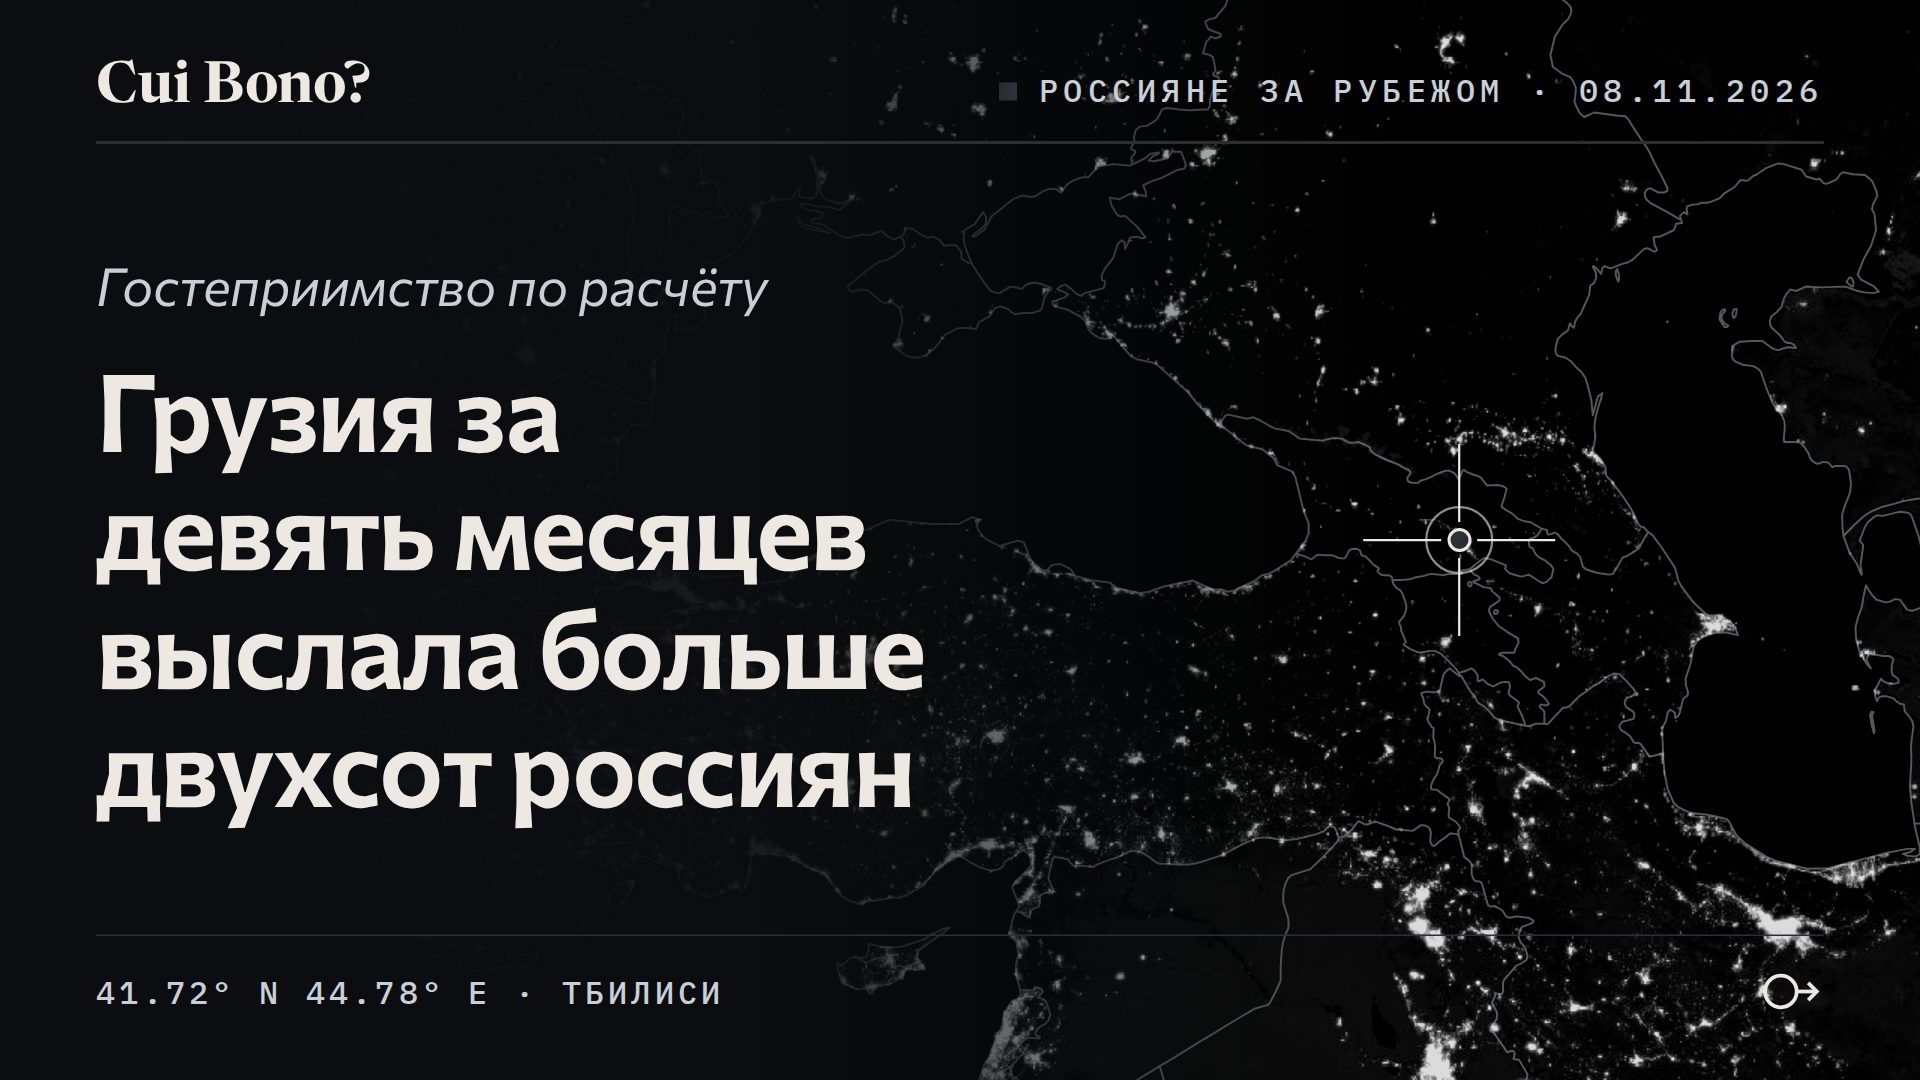 Cui Bono?
РОССИЯНЕ ЗА РУБЕЖОМ · 08.11.2026
Гостеприимство по расчёту
Грузия за
девять месяцев
выслала больше
двухсот россиян
41.72° N 44.78° E · ТБИЛИСИ